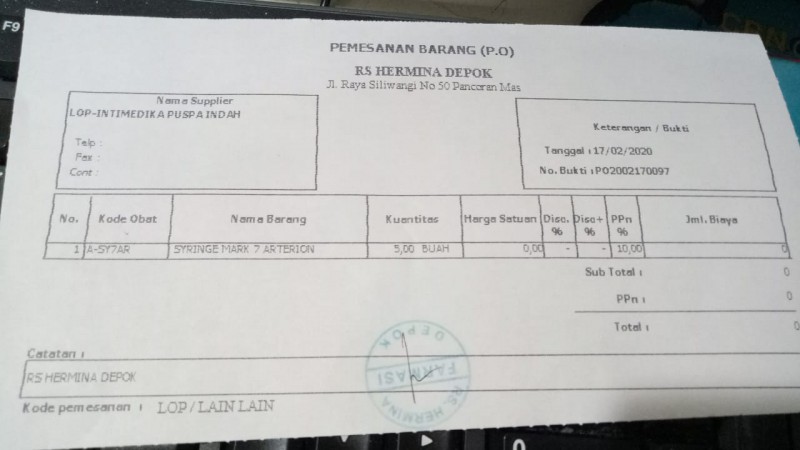 F9
PEMESANAN BARANG (P.O)
RS HERMINA DEPOK
Jl. Raya Siliwangi No 50 Pancoran Mas
Nama Supplier
LOP-INTIMEDIKA PUSPA INDAH
Telp :
Fax :
Cont :
Keterangan / Bukti
Tanggal : 17/02/2020
No. Bukti : PO2002170097
No. Kode Obat Nama Barang Kuantitas Harga Satuan Disc. % Disc+ % PPn % Jml. Biaya
1 A-SY7AR SYRINGE MARK 7 ARTERION 5,00 BUAH 0,00 - - 10,00 0
Sub Total : 0
PPn : 0
Total : 0
Catatan :
RS HERMINA DEPOK
Kode pemesanan : LOP / LAIN LAIN
DEPOK
FARMASI
RS. HERMINA
0